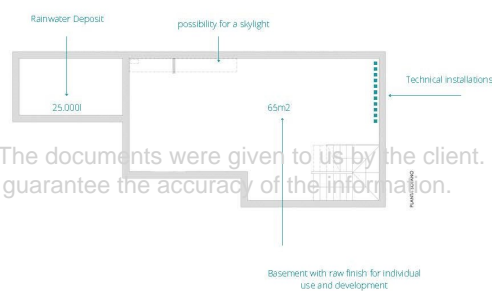 Rainwater Deposit
possibility for a skylight
Technical installations
25.000l
65m2
The documents were given to us by the client.
guarantee the accuracy of the information.
Basement with raw finish for individual
use and development